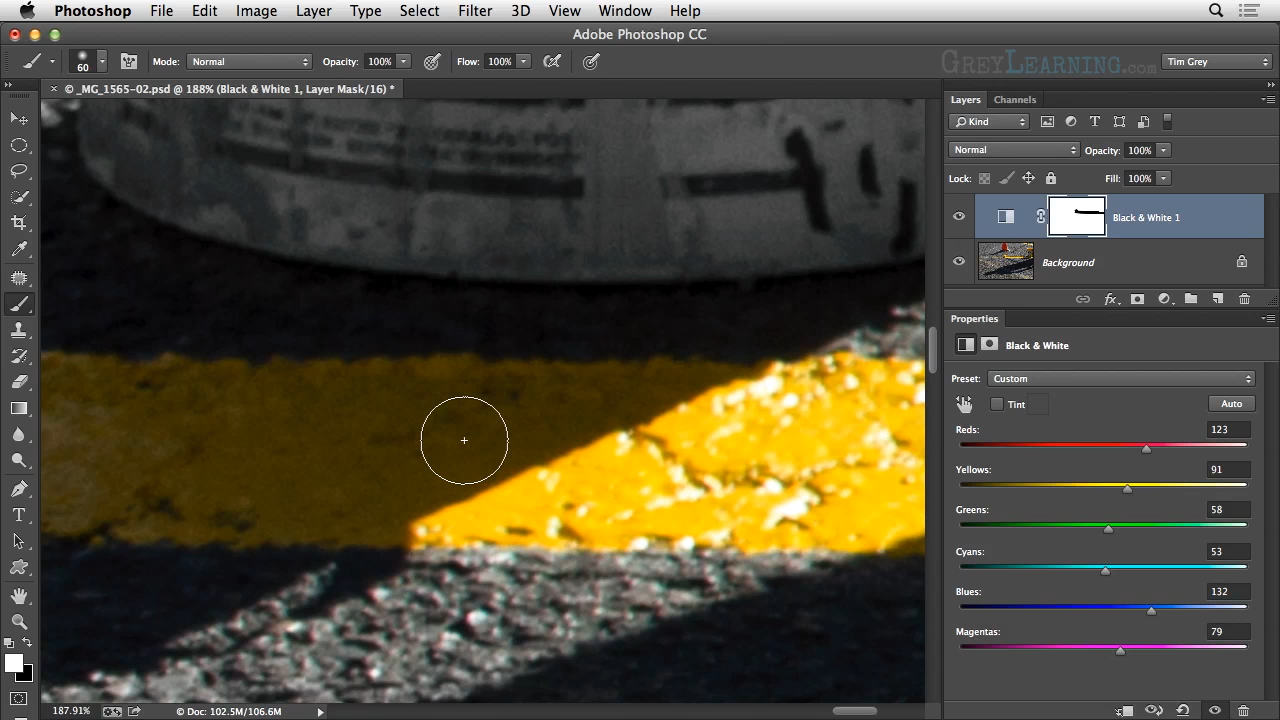 Photoshop File Edit Image Layer Type Select Filter 3D View Window Help
Adobe Photoshop CC
60 Mode: Normal Opacity: 100% Flow: 100% GREYLEARNING.com Tim Grey
× © _MG_1565-02.psd @ 188% (Black & White 1, Layer Mask/16) *
Layers Channels
Kind
Normal Opacity: 100%
Lock: Fill: 100%
Black & White 1
Background
Properties
Black & White
Preset: Custom
Tint Auto
Reds: 123
Yellows: 91
Greens: 58
Cyans: 53
Blues: 132
Magentas: 79
187.91% © Doc: 102.5M/106.6M